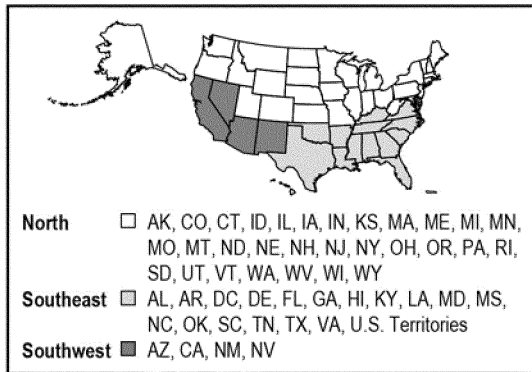 North AK, CO, CT, ID, IL, IA, IN, KS, MA, ME, MI, MN,
MO, MT, ND, NE, NH, NJ, NY, OH, OR, PA, RI,
SD, UT, VT, WA, WV, WI, WY
Southeast AL, AR, DC, DE, FL, GA, HI, KY, LA, MD, MS,
NC, OK, SC, TN, TX, VA, U.S. Territories
Southwest AZ, CA, NM, NV